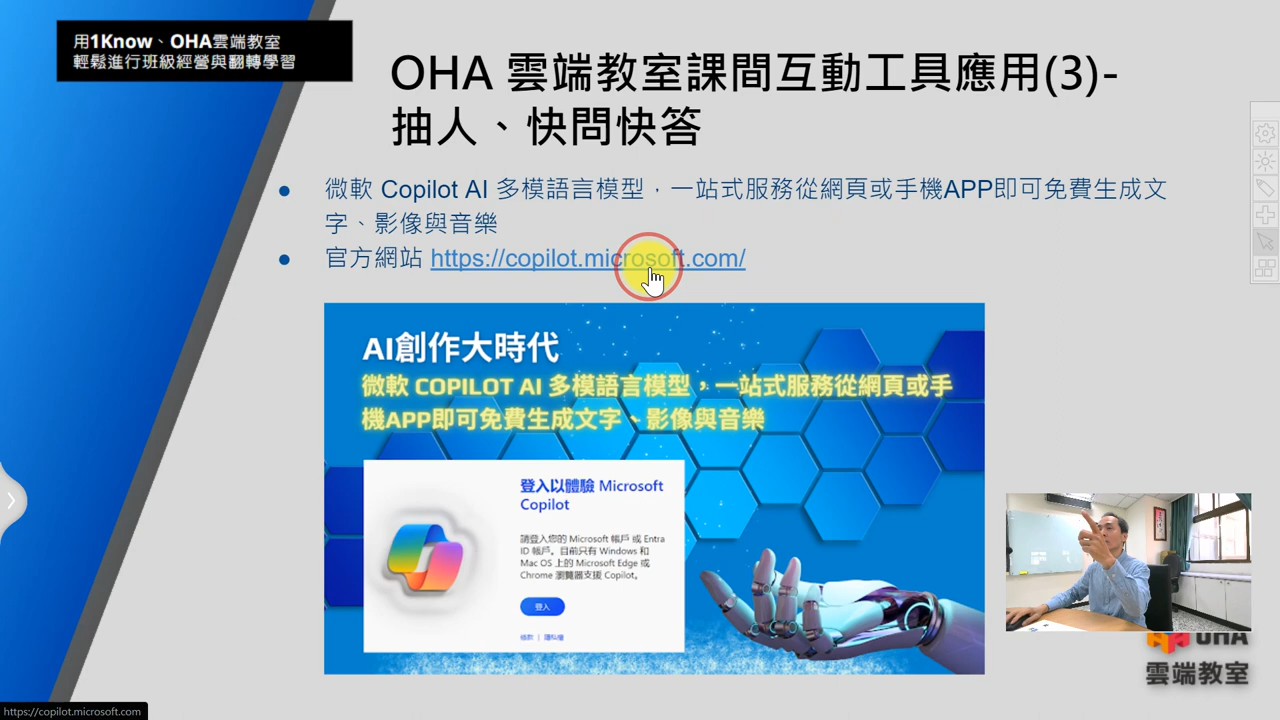 用1Know、OHA雲端教室
輕鬆進行班級經營與翻轉學習
OHA 雲端教室課間互動工具應用(3)-
抽人、快問快答
微軟 Copilot AI 多模語言模型，一站式服務從網頁或手機APP即可免費生成文
字、影像與音樂
官方網站 https://copilot.microsoft.com/
AI創作大時代
微軟 COPILOT AI 多模語言模型，一站式服務從網頁或手
機APP即可免費生成文字、影像與音樂
登入以體驗 Microsoft
Copilot
請登入您的 Microsoft 帳戶 或 Entra
ID 帳戶。目前只有 Windows 和
Mac OS 上的 Microsoft Edge 或
Chrome 瀏覽器支援 Copilot。
登入
條款 | 隱私權
OHA
雲端教室
https://copilot.microsoft.com